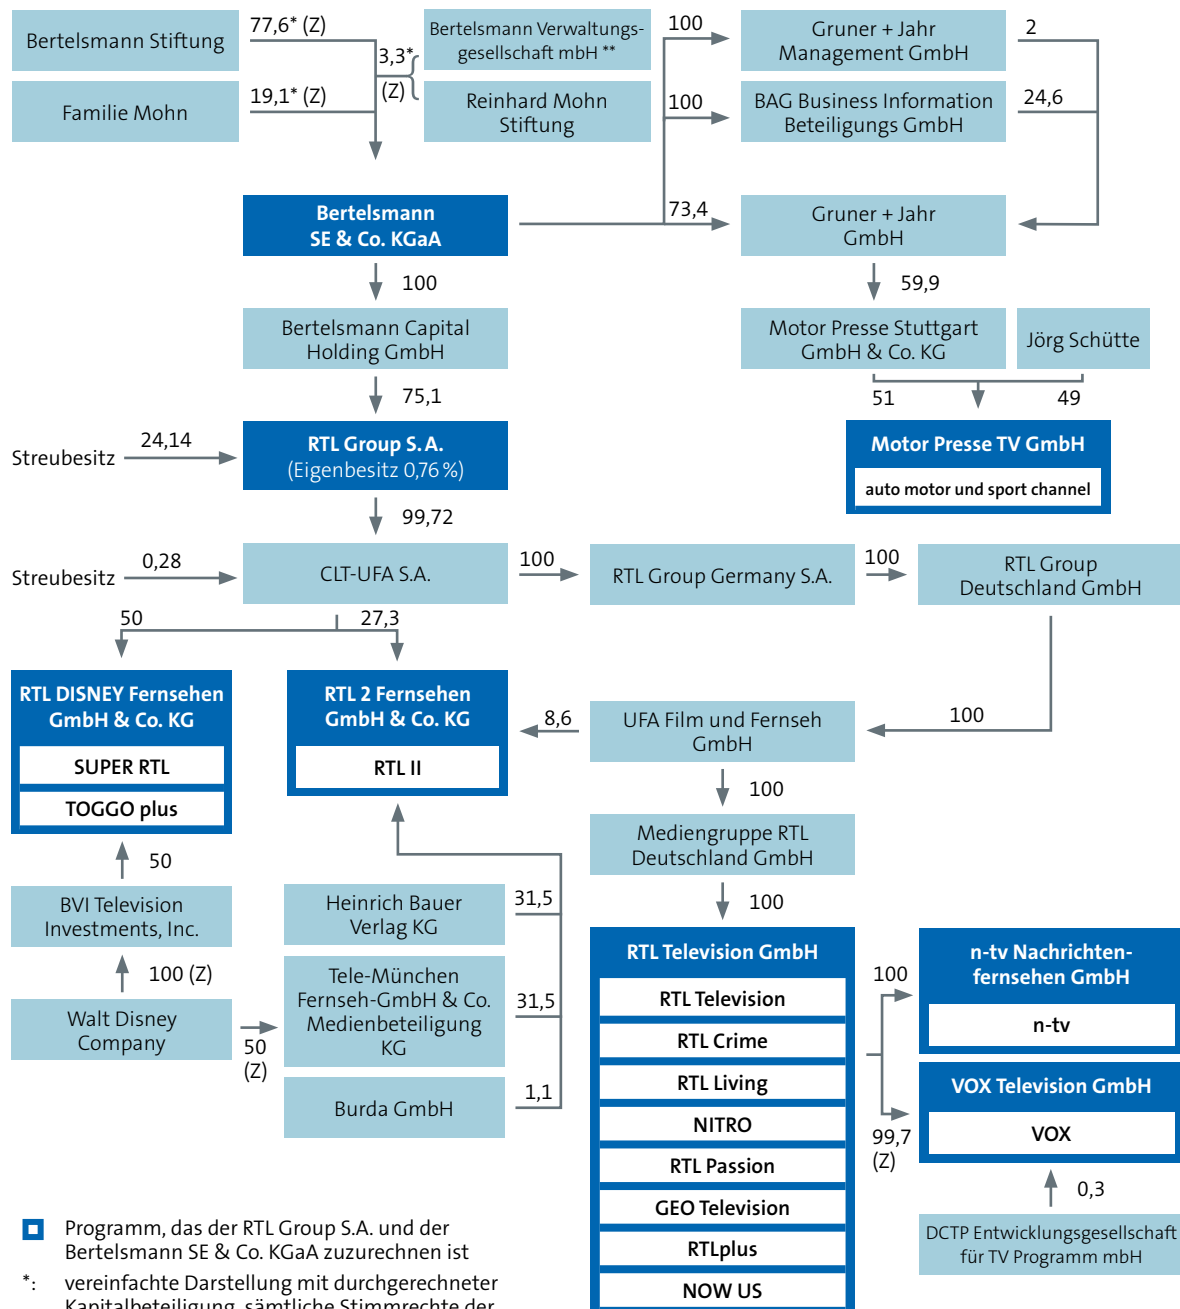 Bertelsmann Stiftung
77,6* (Z)
Familie Mohn
19,1* (Z)
3,3*
(Z)
Bertelsmann Verwaltungs-
gesellschaft mbH **
Reinhard Mohn
Stiftung
100
Gruner + Jahr
Management GmbH
2
100
BAG Business Information
Beteiligungs GmbH
24,6
Bertelsmann
SE & Co. KGaA
73,4
Gruner + Jahr
GmbH
100
59,9
Bertelsmann Capital
Holding GmbH
Motor Presse Stuttgart
GmbH & Co. KG
Jörg Schütte
75,1
51
49
Streubesitz
24,14
RTL Group S.A.
(Eigenbesitz 0,76 %)
Motor Presse TV GmbH
auto motor und sport channel
99,72
Streubesitz
0,28
CLT-UFA S.A.
100
RTL Group Germany S.A.
100
RTL Group
Deutschland GmbH
50
27,3
RTL DISNEY Fernsehen
GmbH & Co. KG
SUPER RTL
TOGGO plus
RTL 2 Fernsehen
GmbH & Co. KG
RTL II
8,6
UFA Film und Fernseh
GmbH
100
100
Mediengruppe RTL
Deutschland GmbH
50
100
BVI Television
Investments, Inc.
100 (Z)
Walt Disney
Company
50
(Z)
Heinrich Bauer
Verlag KG
31,5
Tele-München
Fernseh-GmbH & Co.
Medienbeteiligung
KG
31,5
Burda GmbH
1,1
RTL Television GmbH
RTL Television
RTL Crime
RTL Living
NITRO
RTL Passion
GEO Television
RTLplus
NOW US
100
n-tv Nachrichten-
fernsehen GmbH
n-tv
99,7
(Z)
VOX Television GmbH
VOX
0,3
DCTP Entwicklungsgesellschaft
für TV Programm mbH
Programm, das der RTL Group S.A. und der
Bertelsmann SE & Co. KGaA zuzurechnen ist
*: vereinfachte Darstellung mit durchgerechneter
Kapitalbeteiligung, sämtliche Stimmrechte der